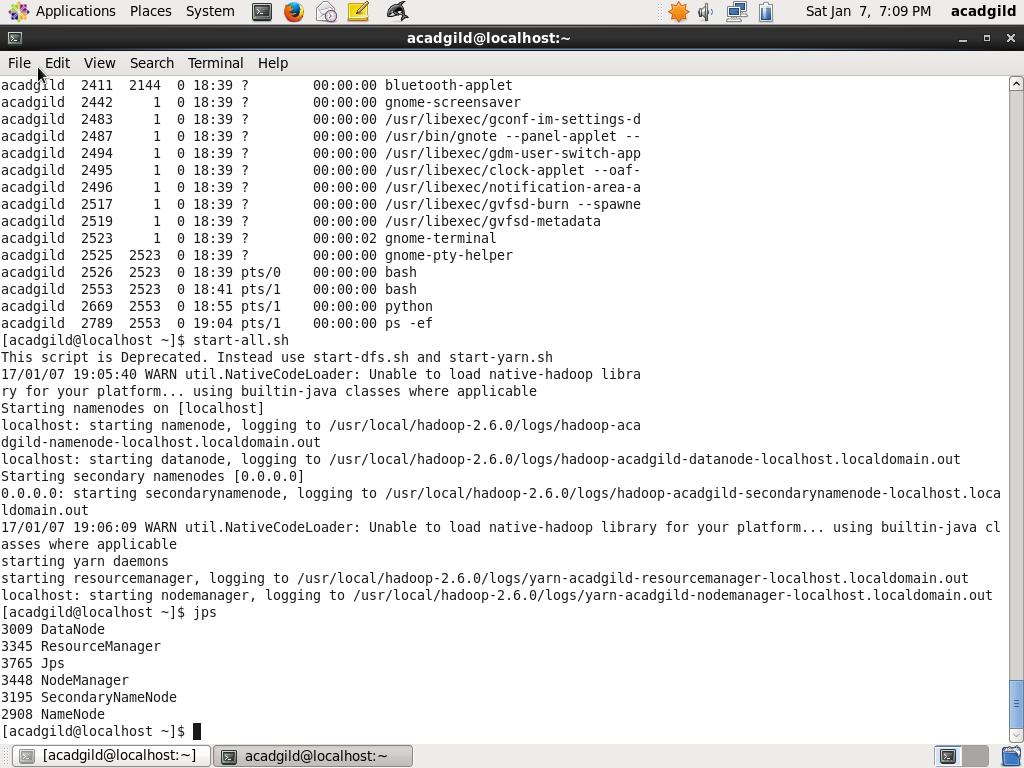 Applications Places System Sat Jan 7, 7:09 PM acadgild
acadgild@localhost:~
File Edit View Search Terminal Help
acadgild  2411  2144  0 18:39 ?        00:00:00 bluetooth-applet
acadgild  2442     1  0 18:39 ?        00:00:00 gnome-screensaver
acadgild  2483     1  0 18:39 ?        00:00:00 /usr/libexec/gconf-im-settings-d
acadgild  2487     1  0 18:39 ?        00:00:00 /usr/bin/gnote --panel-applet --
acadgild  2494     1  0 18:39 ?        00:00:00 /usr/libexec/gdm-user-switch-app
acadgild  2495     1  0 18:39 ?        00:00:00 /usr/libexec/clock-applet --oaf-
acadgild  2496     1  0 18:39 ?        00:00:00 /usr/libexec/notification-area-a
acadgild  2517     1  0 18:39 ?        00:00:00 /usr/libexec/gvfsd-burn --spawne
acadgild  2519     1  0 18:39 ?        00:00:00 /usr/libexec/gvfsd-metadata
acadgild  2523     1  0 18:39 ?        00:00:02 gnome-terminal
acadgild  2525  2523  0 18:39 ?        00:00:00 gnome-pty-helper
acadgild  2526  2523  0 18:39 pts/0    00:00:00 bash
acadgild  2553  2523  0 18:41 pts/1    00:00:00 bash
acadgild  2669  2553  0 18:55 pts/1    00:00:00 python
acadgild  2789  2553  0 19:04 pts/1    00:00:00 ps -ef
[acadgild@localhost ~]$ start-all.sh
This script is Deprecated. Instead use start-dfs.sh and start-yarn.sh
17/01/07 19:05:40 WARN util.NativeCodeLoader: Unable to load native-hadoop libra
ry for your platform... using builtin-java classes where applicable
Starting namenodes on [localhost]
localhost: starting namenode, logging to /usr/local/hadoop-2.6.0/logs/hadoop-aca
dgild-namenode-localhost.localdomain.out
localhost: starting datanode, logging to /usr/local/hadoop-2.6.0/logs/hadoop-acadgild-datanode-localhost.localdomain.out
Starting secondary namenodes [0.0.0.0]
0.0.0.0: starting secondarynamenode, logging to /usr/local/hadoop-2.6.0/logs/hadoop-acadgild-secondarynamenode-localhost.loca
ldomain.out
17/01/07 19:06:09 WARN util.NativeCodeLoader: Unable to load native-hadoop library for your platform... using builtin-java cl
asses where applicable
starting yarn daemons
starting resourcemanager, logging to /usr/local/hadoop-2.6.0/logs/yarn-acadgild-resourcemanager-localhost.localdomain.out
localhost: starting nodemanager, logging to /usr/local/hadoop-2.6.0/logs/yarn-acadgild-nodemanager-localhost.localdomain.out
[acadgild@localhost ~]$ jps
3009 DataNode
3345 ResourceManager
3765 Jps
3448 NodeManager
3195 SecondaryNameNode
2908 NameNode
[acadgild@localhost ~]$
[acadgild@localhost:~] acadgild@localhost:~